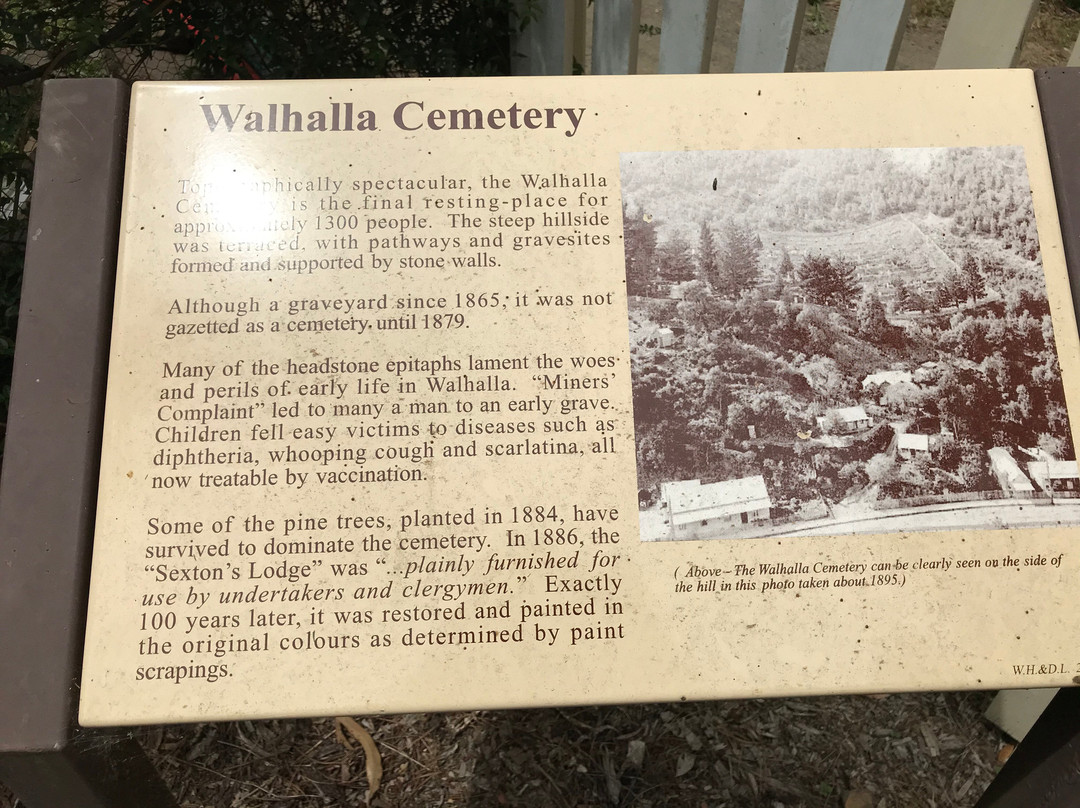 Walhalla Cemetery
Topographically spectacular, the Walhalla
Cemetery is the final resting-place for
approximately 1300 people. The steep hillside
was terraced, with pathways and gravesites
formed and supported by stone walls.
Although a graveyard since 1865, it was not
gazetted as a cemetery until 1879.
Many of the headstone epitaphs lament the woes
and perils of early life in Walhalla. “Miners’
Complaint” led to many a man to an early grave.
Children fell easy victims to diseases such as
diphtheria, whooping cough and scarlatina, all
now treatable by vaccination.
Some of the pine trees, planted in 1884, have
survived to dominate the cemetery. In 1886, the
“Sexton’s Lodge” was “...plainly furnished for
use by undertakers and clergymen.” Exactly
100 years later, it was restored and painted in
the original colours as determined by paint
scrapings.
( Above – The Walhalla Cemetery can be clearly seen on the side of
the hill in this photo taken about 1895.)
W.H.&D.L.